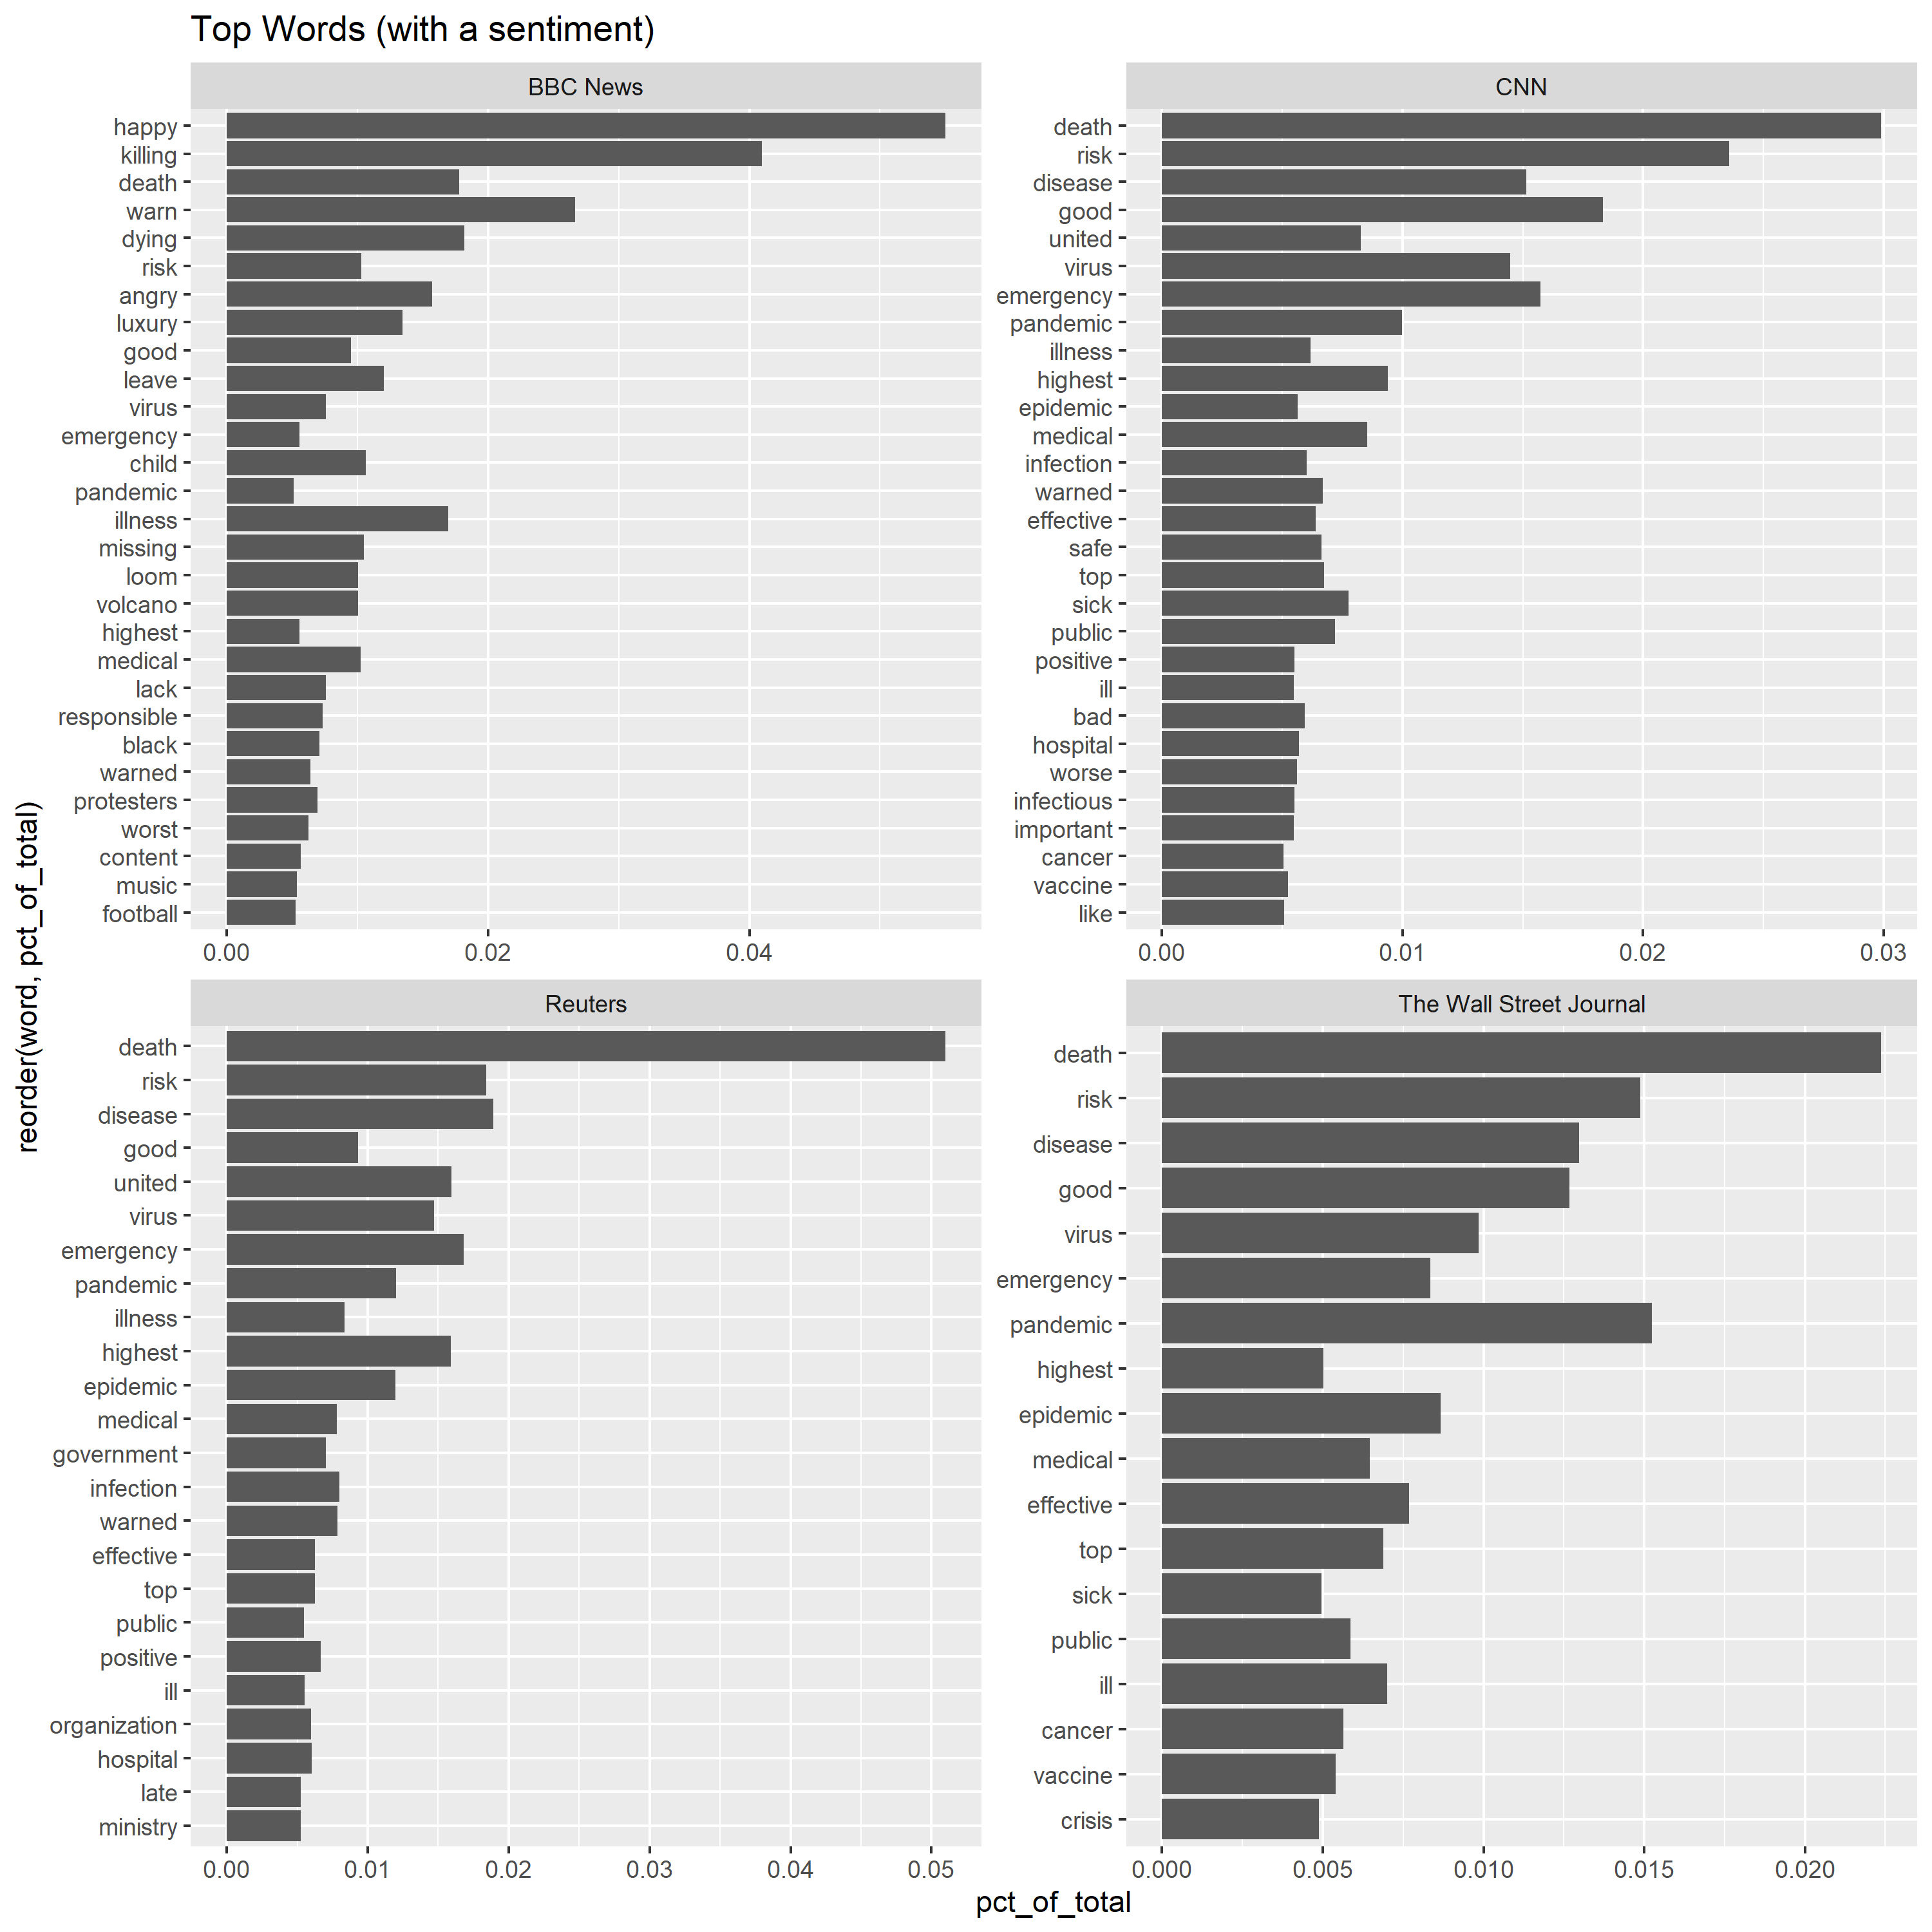 Top Words (with a sentiment)
BBC News
happy
killing
death
warn
dying
risk
angry
luxury
good
leave
virus
emergency
child
pandemic
illness
missing
loom
volcano
highest
medical
lack
responsible
black
warned
protesters
worst
content
music
football
0.00 0.02 0.04
CNN
death
risk
disease
good
united
virus
emergency
pandemic
illness
highest
epidemic
medical
infection
warned
effective
safe
top
sick
public
positive
ill
bad
hospital
worse
infectious
important
cancer
vaccine
like
0.00 0.01 0.02 0.03
Reuters
death
risk
disease
good
united
virus
emergency
pandemic
illness
highest
epidemic
medical
government
infection
warned
effective
top
public
positive
ill
organization
hospital
late
ministry
0.00 0.01 0.02 0.03 0.04 0.05
The Wall Street Journal
death
risk
disease
good
virus
emergency
pandemic
highest
epidemic
medical
effective
top
sick
public
ill
cancer
vaccine
crisis
0.000 0.005 0.010 0.015 0.020
pct_of_total
reorder(word, pct_of_total)